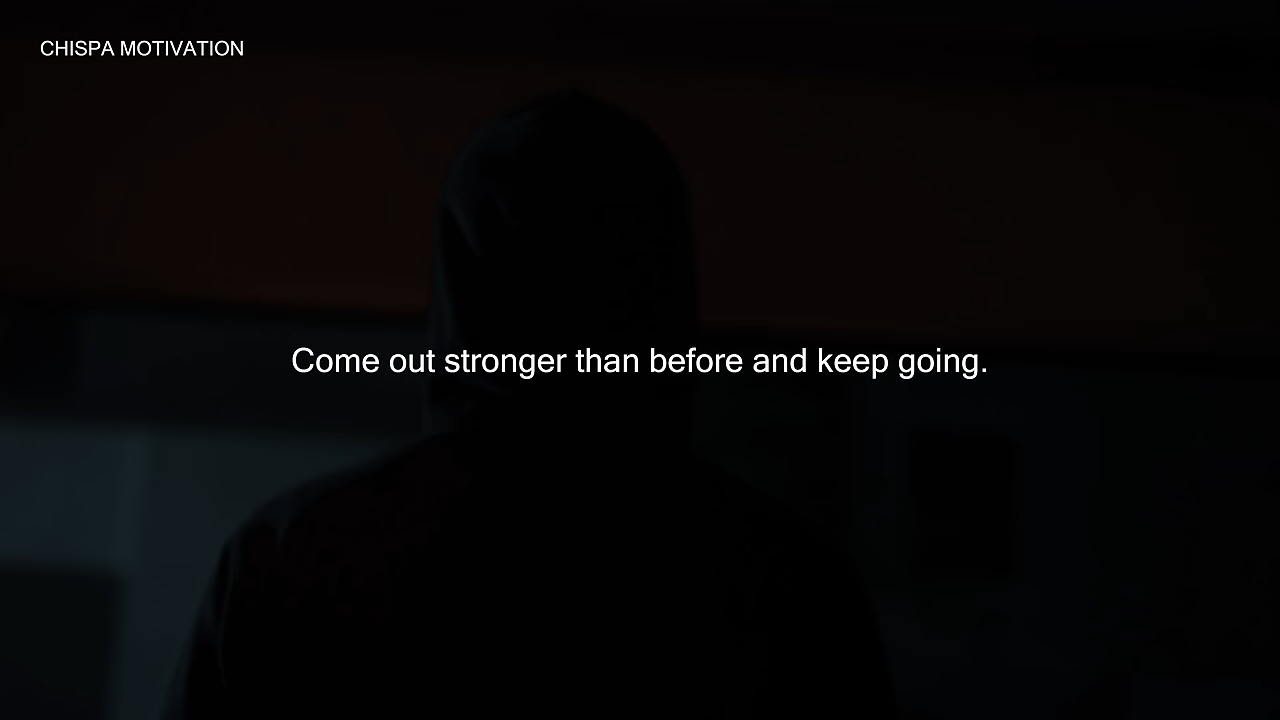 CHISPA MOTIVATION
Come out stronger than before and keep going.